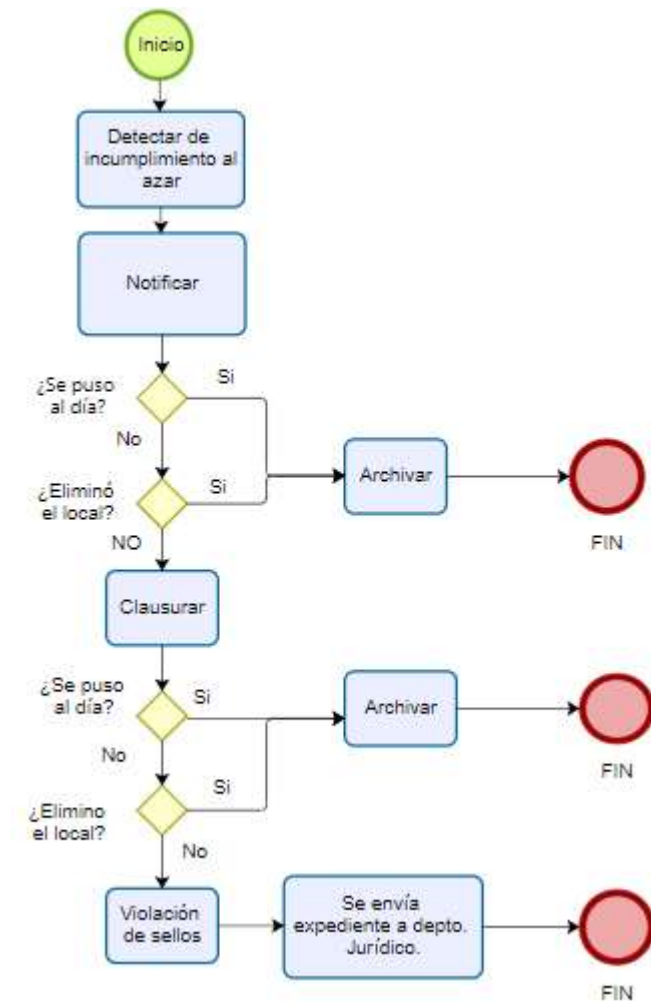 Inicio
Detectar de
incumplimiento al
azar
Notificar
¿Se puso
al día?
Si
No
¿Eliminó
el local?
Si
Archivar
FIN
NO
Clausurar
¿Se puso
al día?
Si
Archivar
No
FIN
¿Elimino
el local?
Si
No
Violación
de sellos
Se envía
expediente a depto.
Jurídico.
FIN